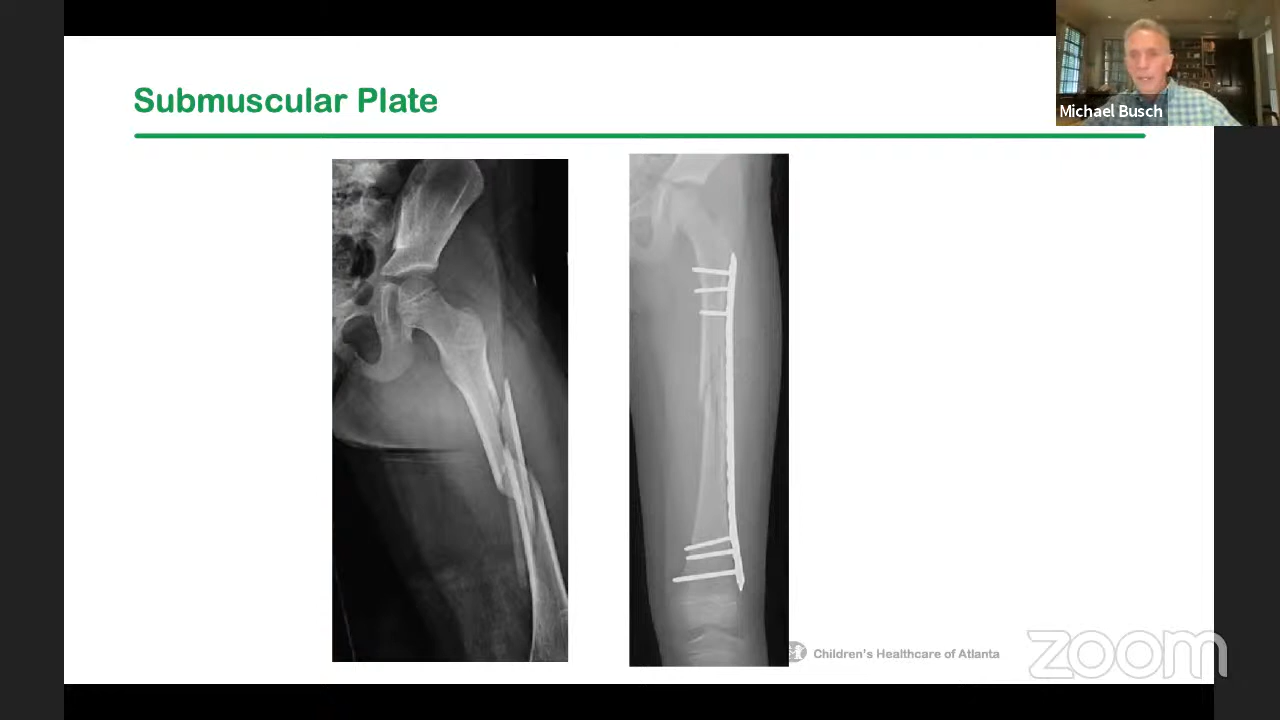 Submuscular Plate
Michael Busch
Children's Healthcare of Atlanta
zoom